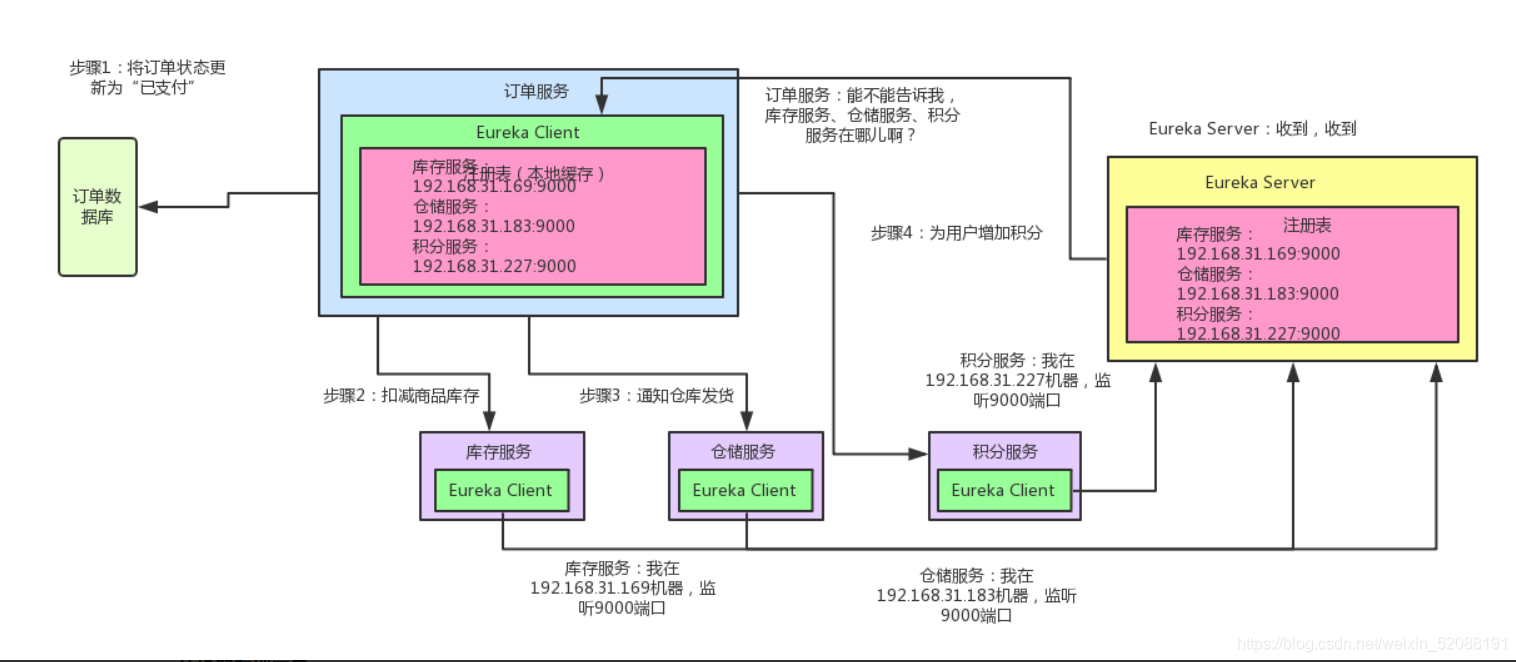 步骤1：将订单状态更
新为“已支付”
订单数
据库
订单服务
Eureka Client
注册表（本地缓存）
库存服务：
192.168.31.169:9000
仓储服务：
192.168.31.183:9000
积分服务：
192.168.31.227:9000
订单服务：能不能告诉我，
库存服务、仓储服务、积分
服务在哪儿啊？
Eureka Server：收到，收到
Eureka Server
注册表
库存服务：
192.168.31.169:9000
仓储服务：
192.168.31.183:9000
积分服务：
192.168.31.227:9000
步骤4：为用户增加积分
步骤2：扣减商品库存
步骤3：通知仓库发货
积分服务：我在
192.168.31.227机器，监
听9000端口
库存服务
Eureka Client
仓储服务
Eureka Client
积分服务
Eureka Client
库存服务：我在
192.168.31.169机器，监
听9000端口
仓储服务：我在
192.168.31.183机器，监听
9000端口
https://blog.csdn.net/weixin_52088191